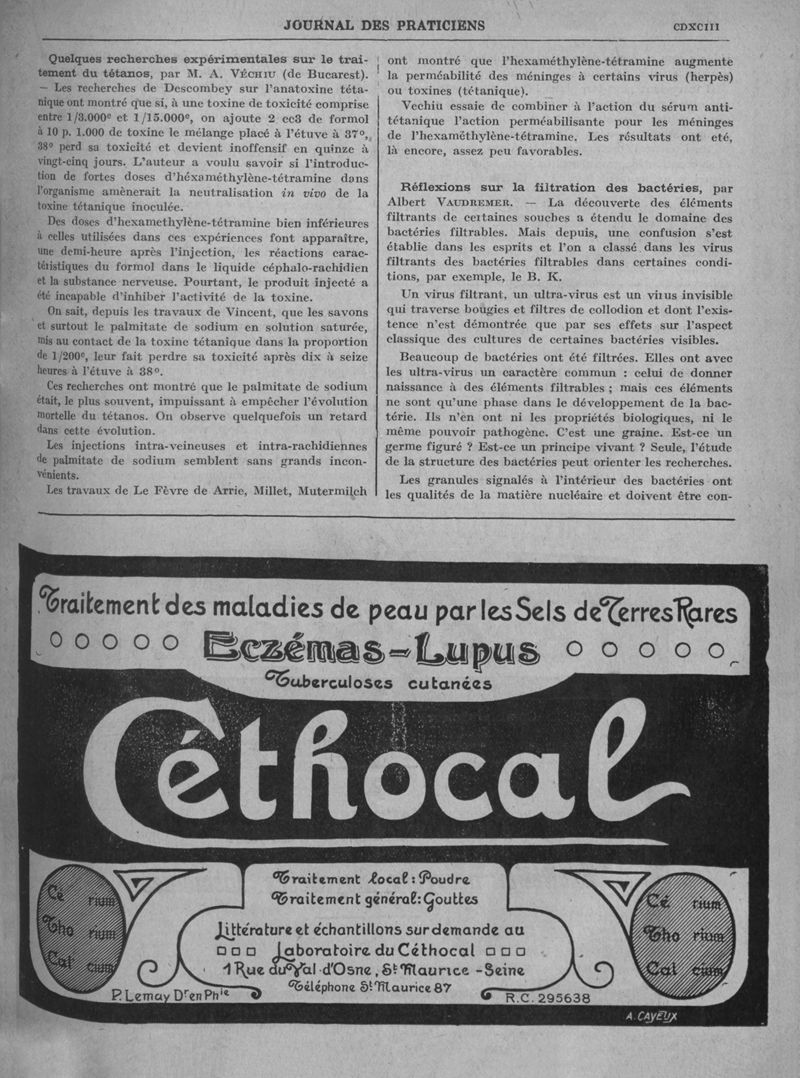 JOURNAL DES PRATICIENS
CDXCIII
Quelques recherches expérimentales sur le trai-
tement du tétanos, par M. A. VÉCHIU (de Bucarest).
— Les recherches de Descombey sur l'anatoxine téta-
nique ont montré que si, à une toxine de toxicité comprise
entre 1/3.000e et 1/15.000e, on ajoute 2 cc3 de formol
à 10 p. 1.000 de toxine le mélange placé à l'étuve à 37°,
38° perd sa toxicité et devient inoffensif en quinze à
vingt-cinq jours. L'auteur a voulu savoir si l'introduc-
tion de fortes doses d'héxaméthylène-tétramine dans
l'organisme amènerait la neutralisation in vivo de la
toxine tétanique inoculée.
Des doses d'hexamethylène-tétramine bien inférieures
à celles utilisées dans ces expériences font apparaître,
une demi-heure après l'injection, les réactions carac-
téristiques du formol dans le liquide céphalo-rachidien
et la substance nerveuse. Pourtant, le produit injecté a
été incapable d'inhiber l'activité de la toxine.
On sait, depuis les travaux de Vincent, que les savons
et surtout le palmitate de sodium en solution saturée,
mis au contact de la toxine tétanique dans la proportion
de 1/200e, leur fait perdre sa toxicité après dix à seize
heures à l'étuve à 38°.
Ces recherches ont montré que le palmitate de sodium
était, le plus souvent, impuissant à empêcher l'évolution
mortelle du tétanos. On observe quelquefois un retard
dans cette évolution.
Les injections intra-veineuses et intra-rachidiennes
de palmitate de sodium semblent sans grands incon-
vénients.
Les travaux de Le Fèvre de Arric, Millet, Mutermilch
ont montré que l'hexaméthylène-tétramine augmente
la perméabilité des méninges à certains virus (herpès)
ou toxines (tétanique).
Vechiu essaie de combiner à l'action du sérum anti-
tétanique l'action perméabilisante pour les méninges
de l'hexaméthylène-tétramine. Les résultats ont eté,
là encore, assez peu favorables.
Réflexions sur la filtration des bactéries, par
Albert VAUDREMER. — La découverte des éléments
filtrants de certaines souches a étendu le domaine des
bactéries filtrables. Mais depuis, une confusion s'est
établie dans les esprits et l'on a classé dans les virus
filtrants des bactéries filtrables dans certaines condi-
tions, par exemple, le B. K.
Un virus filtrant, un ultra-virus est un virus invisible
qui traverse bougies et filtres de collodion et dont l'exis-
tence n'est démontrée que par ses effets sur l'aspect
classique des cultures de certaines bactéries visibles.
Beaucoup de bactéries ont été filtrées. Elles ont avec
les ultra-virus un caractère commun : celui de donner
naissance à des éléments filtrables ; mais ces éléments
ne sont qu'une phase dans le développement de la bac-
térie. Ils n'en ont ni les propriétés biologiques, ni le
même pouvoir pathogène. C'est une graine. Est-ce un
germe figuré ? Est-ce un principe vivant ? Seule, l'étude
de la structure des bactéries peut orienter les recherches.
Les granules signalés à l'intérieur des bactéries ont
les qualités de la matière nucléaire et doivent être con-
Traitement des maladies de peau par les Sels de Terres Rares
Eczémas-Lupus
Tuberculoses cutanées
Céthocal
Traitement local : Poudre
Traitement général : Gouttes
Littérature et échantillons sur demande au
Laboratoire du Céthocal
1 Rue du Val d'Osne, St Maurice - Seine
Téléphone St Maurice 87
Cé rium
Tho rium
Cal cium
Cé rium
Tho rium
Cal cium
P. Lemay Dr en Phie
R.C. 295638
A. CAYEUX